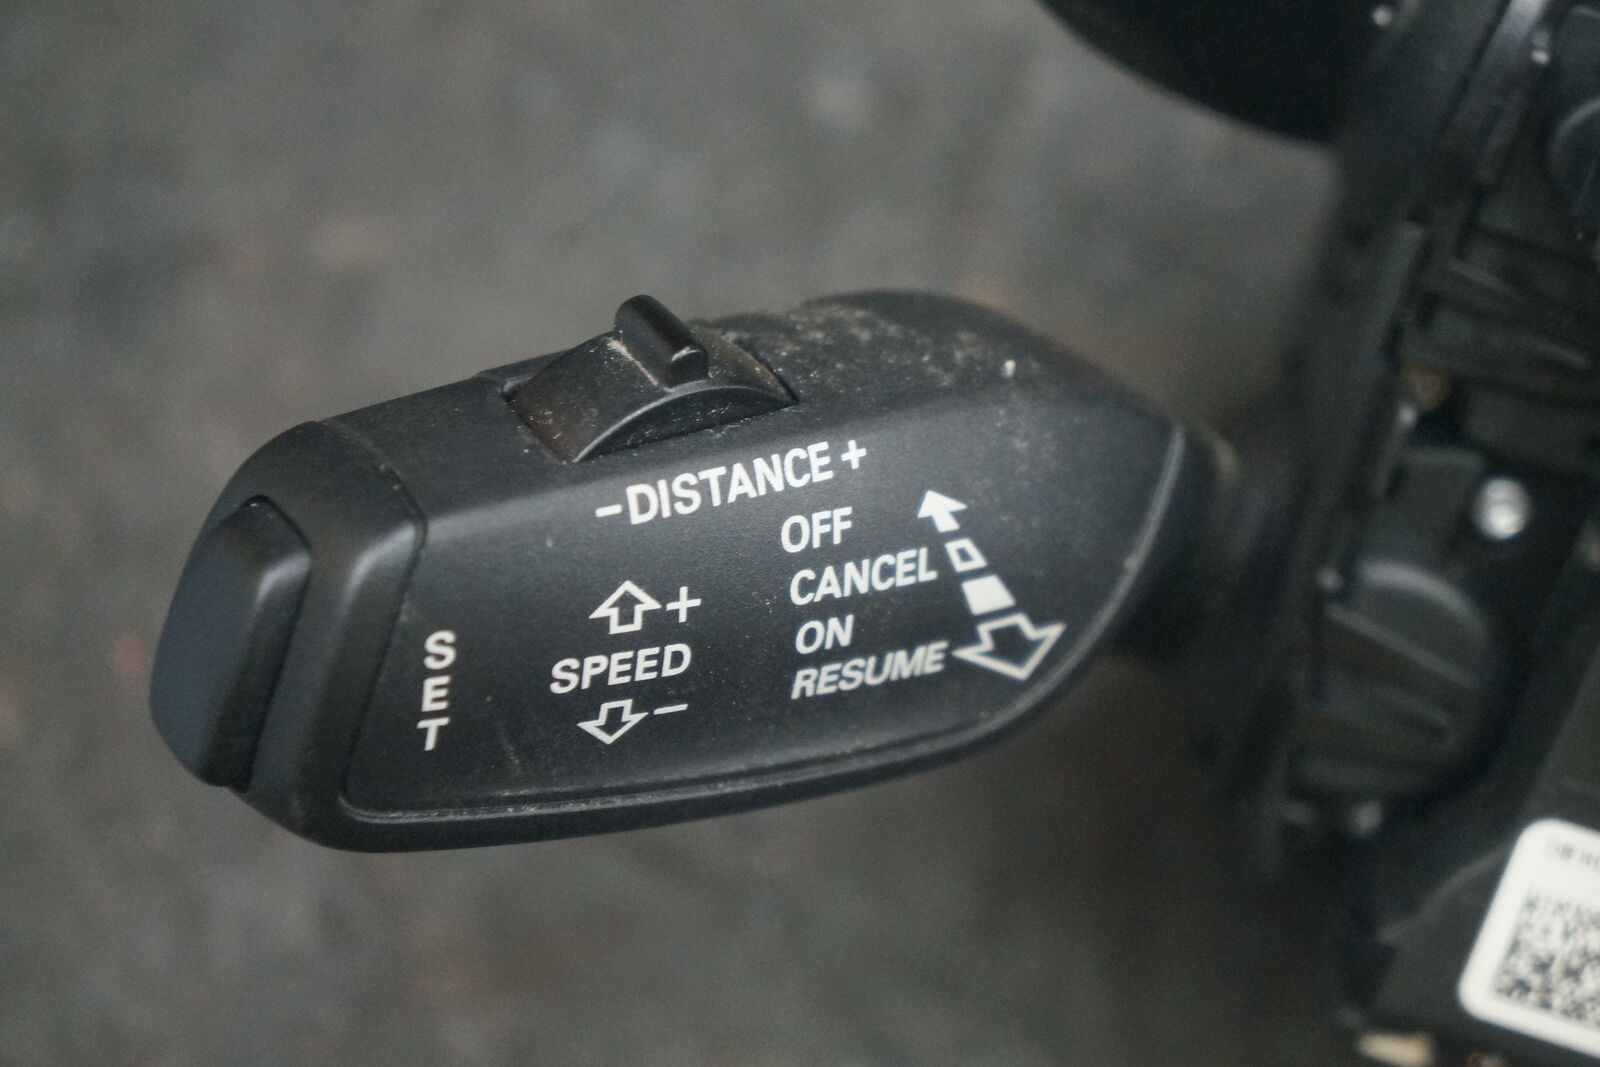 -DISTANCE+
OFF
CANCEL
ON
RESUME
+
SPEED
-
SET